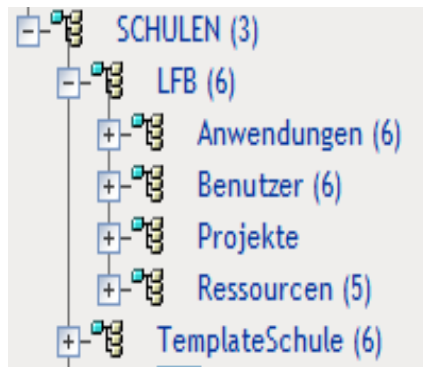 SCHULEN (3)
LFB (6)
Anwendungen (6)
Benutzer (6)
Projekte
Ressourcen (5)
TemplateSchule (6)